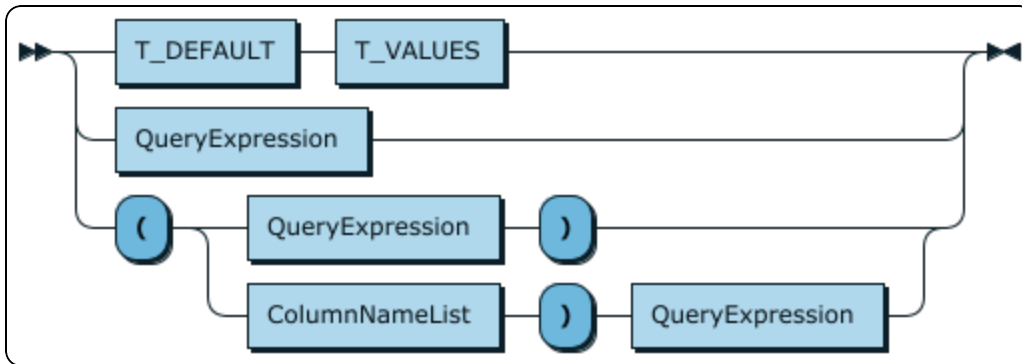 T_DEFAULT T_VALUES
QueryExpression
( QueryExpression )
ColumnNameList ) QueryExpression